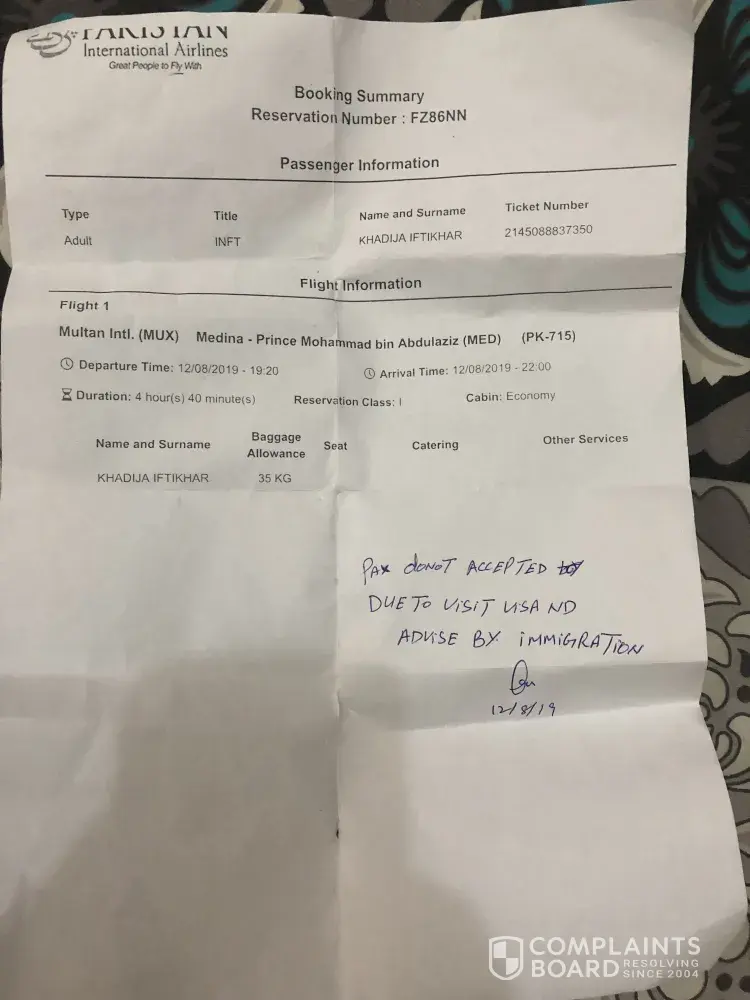 PAKISTAN
International Airlines
Great People to Fly With
Booking Summary
Reservation Number : FZ86NN
Passenger Information
Type Title Name and Surname Ticket Number
Adult INFT KHADIJA IFTIKHAR 2145088837350
Flight Information
Flight 1
Multan Intl. (MUX) Medina - Prince Mohammad bin Abdulaziz (MED) (PK-715)
Departure Time: 12/08/2019 - 19:20 Arrival Time: 12/08/2019 - 22:00
Duration: 4 hour(s) 40 minute(s) Reservation Class: I Cabin: Economy
Name and Surname Baggage Allowance Seat Catering Other Services
KHADIJA IFTIKHAR 35 KG
PAX doNOT ACCEPTED
DUE TO VISIT VISA ND
ADVISE BY IMMIGRATION
12/8/19
COMPLAINTS
BOARD RESOLVING SINCE 2004